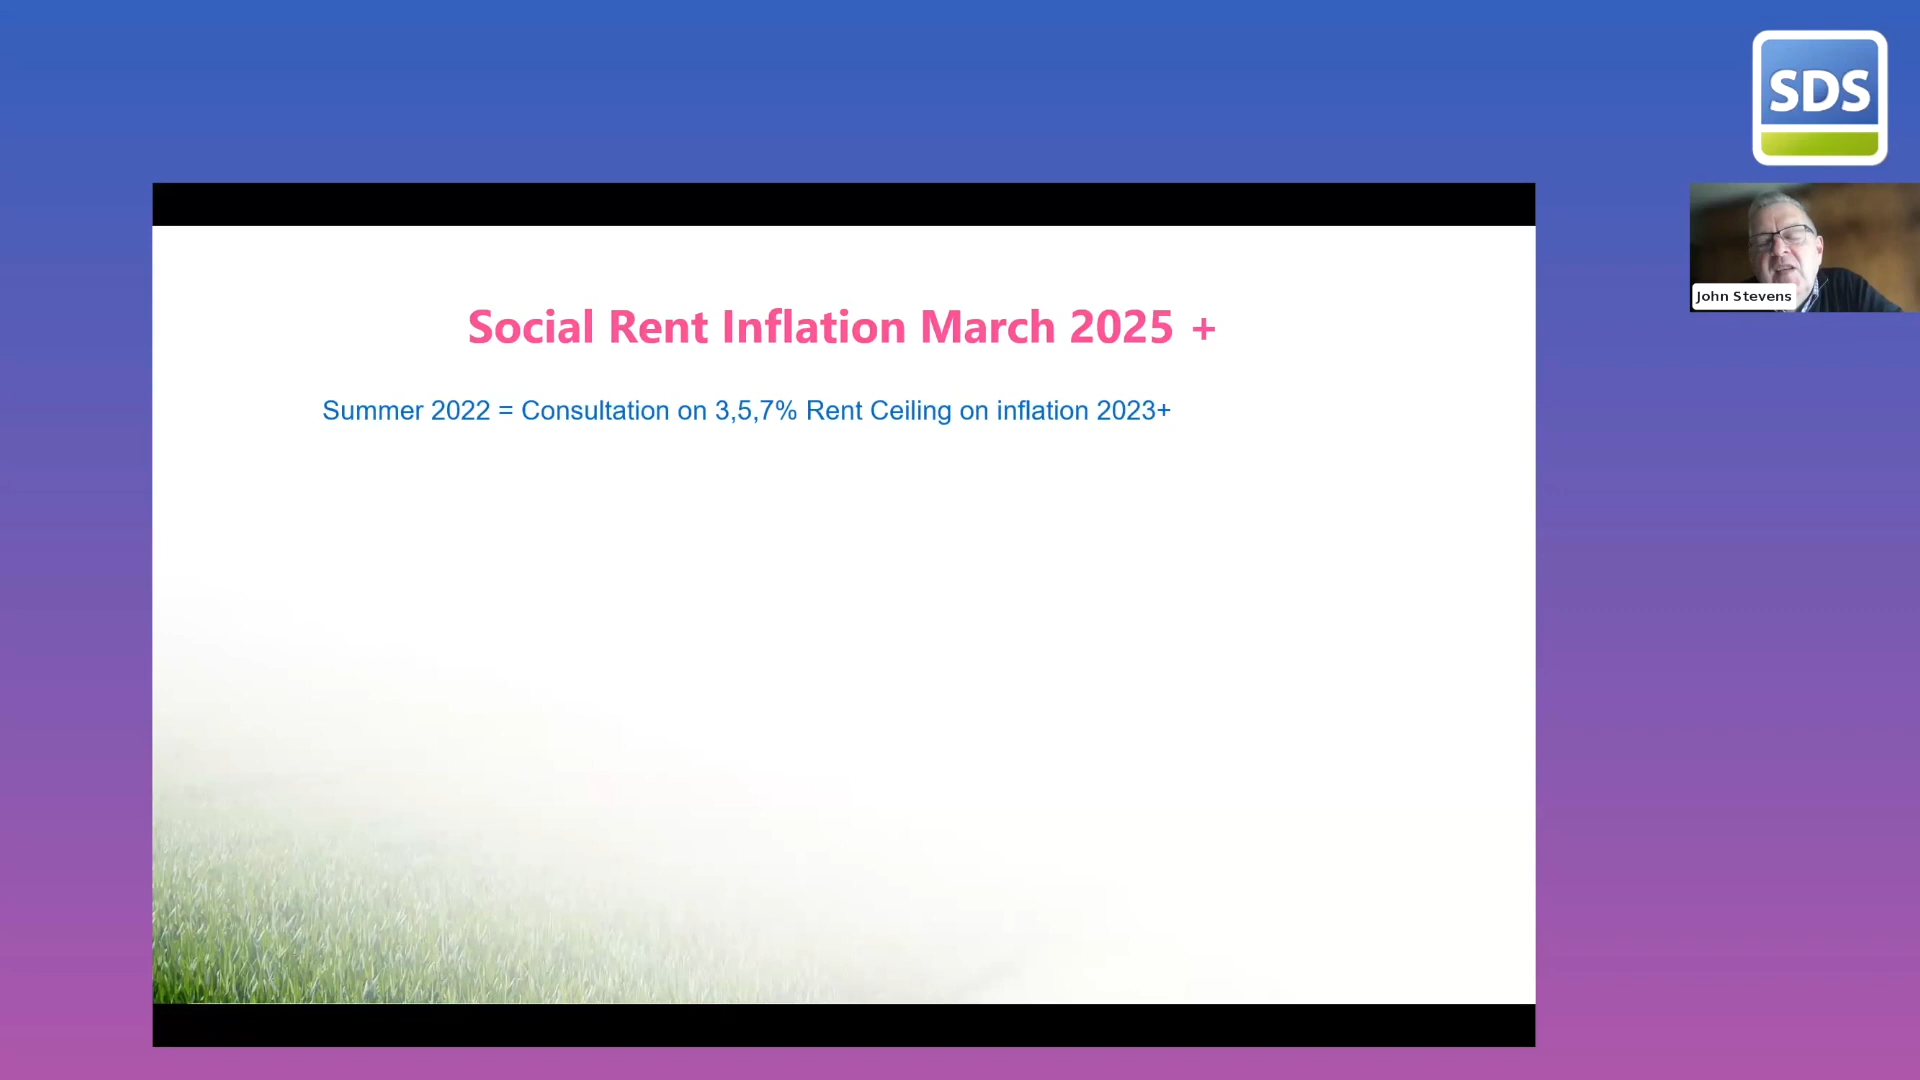 SDS
John Stevens
Social Rent Inflation March 2025 +
Summer 2022 = Consultation on 3,5,7% Rent Ceiling on inflation 2023+